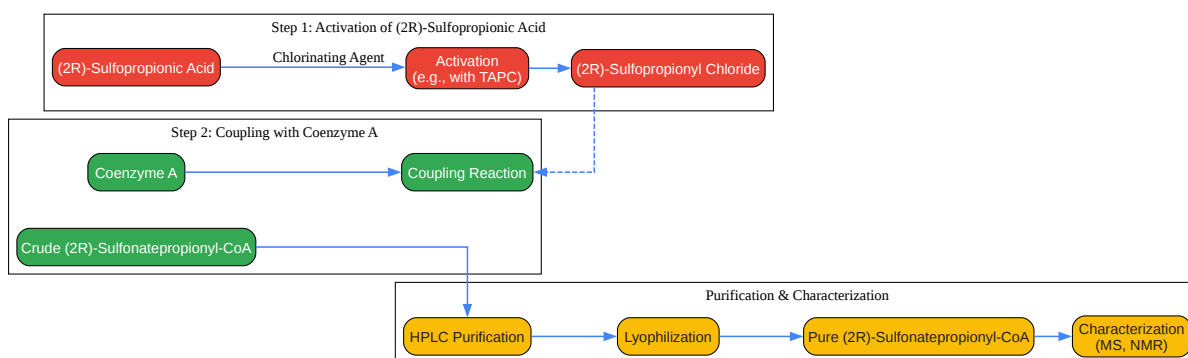 Step 1: Activation of (2R)-Sulfopropionic Acid
(2R)-Sulfopropionic Acid
Chlorinating Agent
Activation
(e.g., with TAPC)
(2R)-Sulfopropionyl Chloride
Step 2: Coupling with Coenzyme A
Coenzyme A
Coupling Reaction
Crude (2R)-Sulfonatepropionyl-CoA
Purification & Characterization
HPLC Purification
Lyophilization
Pure (2R)-Sulfonatepropionyl-CoA
Characterization
(MS, NMR)